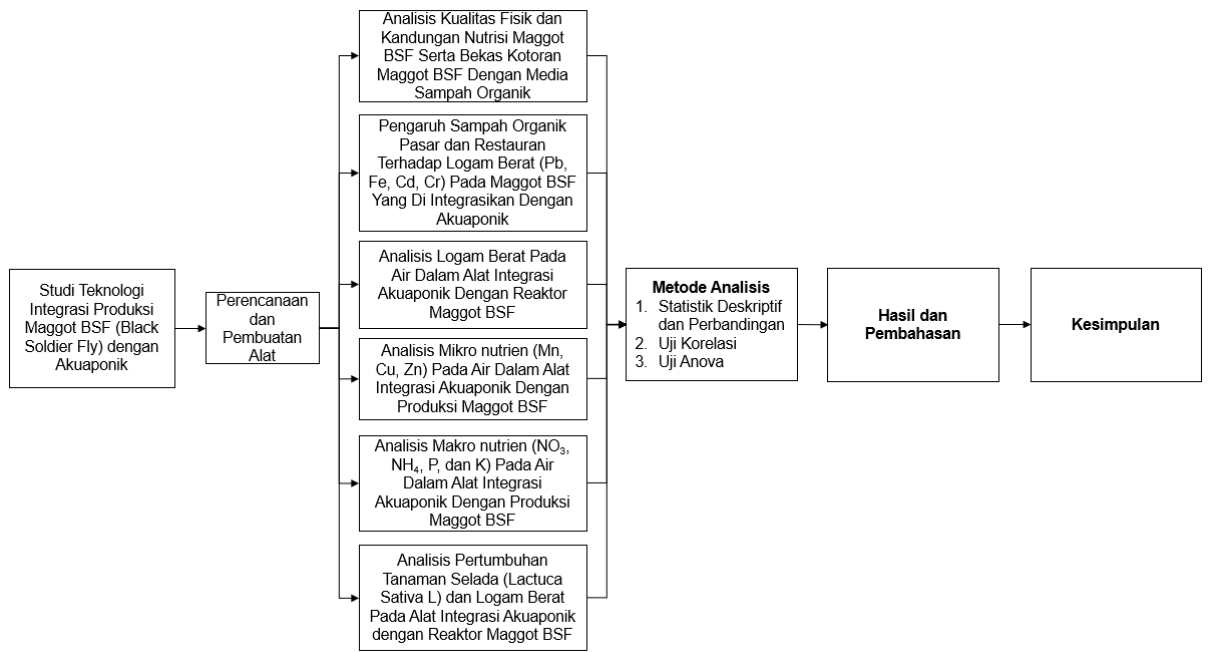 Studi Teknologi
Integrasi Produksi
Maggot BSF (Black
Soldier Fly) dengan
Akuaponik
Perencanaan
dan
Pembuatan
Alat
Analisis Kualitas Fisik dan
Kandungan Nutrisi Maggot
BSF Serta Bekas Kotoran
Maggot BSF Dengan Media
Sampah Organik
Pengaruh Sampah Organik
Pasar dan Restauran
Terhadap Logam Berat (Pb,
Fe, Cd, Cr) Pada Maggot BSF
Yang Di Integrasikan Dengan
Akuaponik
Analisis Logam Berat Pada
Air Dalam Alat Integrasi
Akuaponik Dengan Reaktor
Maggot BSF
Analisis Mikro nutrien (Mn,
Cu, Zn) Pada Air Dalam Alat
Integrasi Akuaponik Dengan
Produksi Maggot BSF
Analisis Makro nutrien (NO₃,
NH₄, P, dan K) Pada Air
Dalam Alat Integrasi
Akuaponik Dengan Produksi
Maggot BSF
Analisis Pertumbuhan
Tanaman Selada (Lactuca
Sativa L) dan Logam Berat
Pada Alat Integrasi Akuaponik
dengan Reaktor Maggot BSF
Metode Analisis
1. Statistik Deskriptif
dan Perbandingan
2. Uji Korelasi
3. Uji Anova
Hasil dan
Pembahasan
Kesimpulan